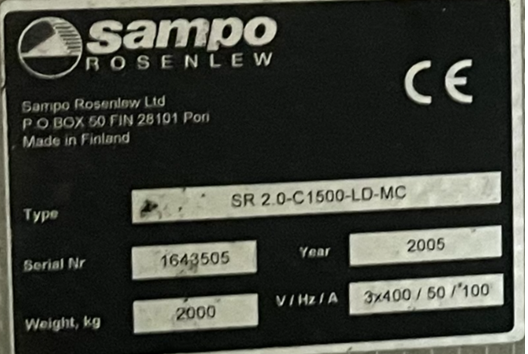 sampo
ROSENLEW
CE
Sampo Rosenlew Ltd
P O BOX 50 FIN 28101 Pori
Made in Finland
Type SR 2.0-C1500-LD-MC
Serial Nr 1643505 Year 2005
Weight, kg 2000 V / Hz / A 3x400 / 50 / 100